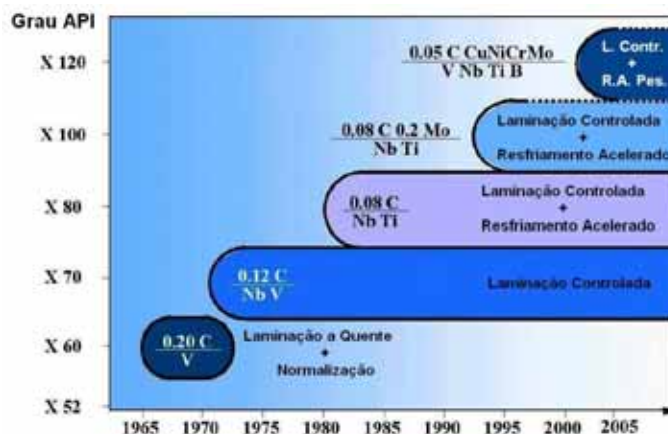 Grau API
X 120
0.05 C CuNiCrMo
V Nb Ti B
L. Contr.
+
R.A. Pes.
X 100
0,08 C 0.2 Mo
Nb Ti
Laminação Controlada
+
Resfriamento Acelerado
X 80
0.08 C
Nb Ti
Laminação Controlada
+
Resfriamento Acelerado
X 70
0.12 C
Nb V
Laminação Controlada
X 60
0.20 C
V
Laminação a Quente
+
Normalização
X 52
1965 1970 1975 1980 1985 1990 1995 2000 2005